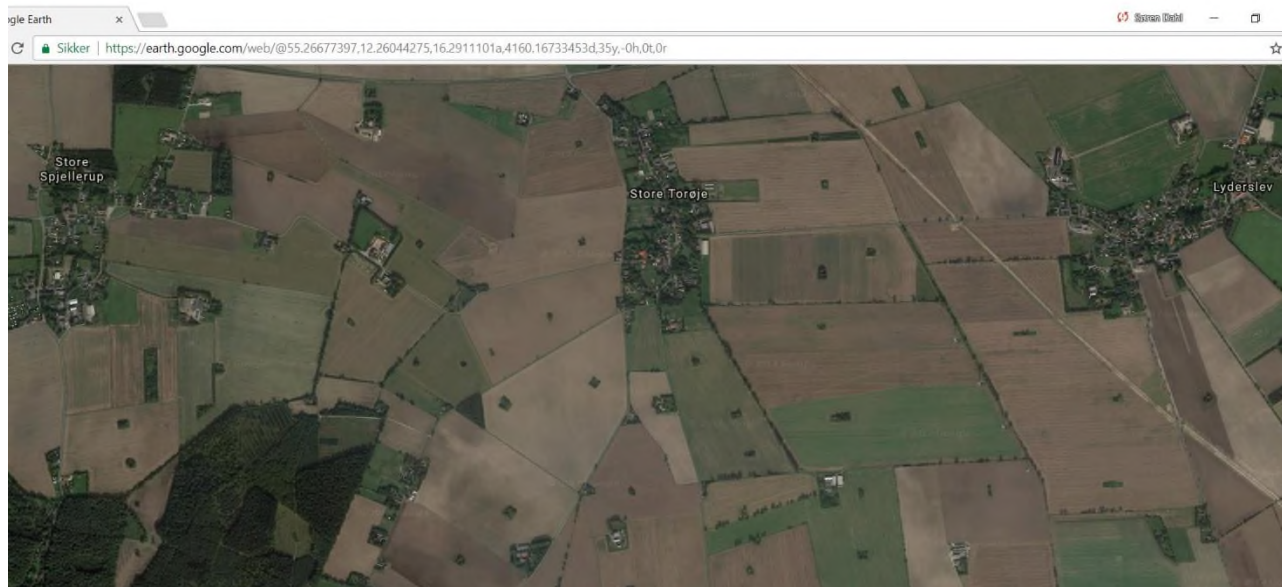 ogle Earth
Søren Dahl
Sikker | https://earth.google.com/web/@55.26677397,12.26044275,16.2911101a,4160.16733453d,35y,-0h,0t,0r
Store
Spjellerup
Store Torøje
Lyderslev